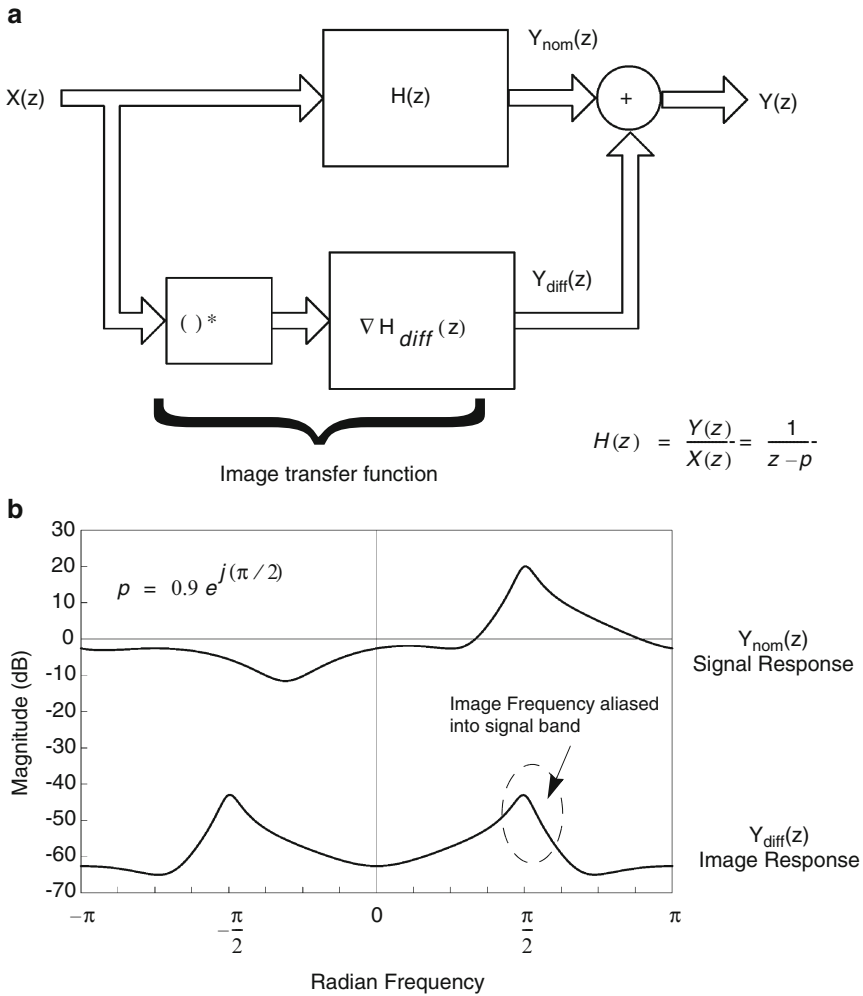 a
Y_nom(z)
X(z)
H(z)
+
Y(z)
Y_diff(z)
( ) *
∇ H_diff (z)
Image transfer function
H(z) = Y(z) / X(z) = 1 / z – p
b
30
20
10
0
-10
-20
-30
-40
-50
-60
-70
Magnitude (dB)
p = 0.9 e^j(π / 2)
Y_nom(z)
Signal Response
Image Frequency aliased
into signal band
Y_diff(z)
Image Response
–π
–π/2
0
π/2
π
Radian Frequency